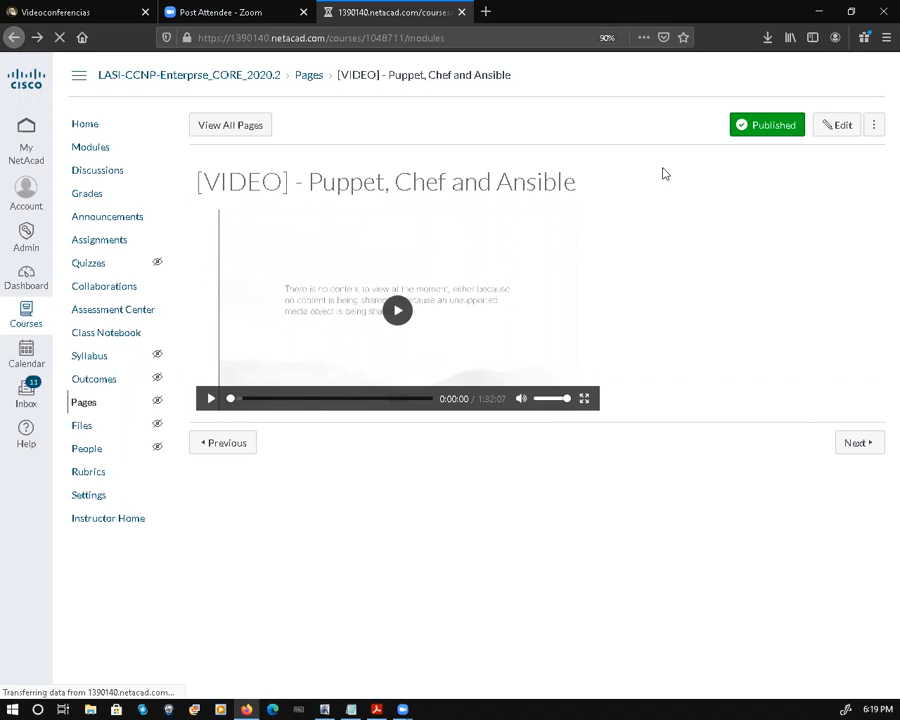 Videoconferencias
Post Attendee - Zoom
1390140.netacad.com/courses/
https://1390140.netacad.com/courses/1048711/modules
90%
CISCO
LASI-CCNP-Enterprse_CORE_2020.2 › Pages › [VIDEO] - Puppet, Chef and Ansible
My NetAcad
Account
Admin
Dashboard
Courses
Calendar
11
Inbox
Help
Home
Modules
Discussions
Grades
Announcements
Assignments
Quizzes
Collaborations
Assessment Center
Class Notebook
Syllabus
Outcomes
Pages
Files
People
Rubrics
Settings
Instructor Home
View All Pages
Published
Edit
[VIDEO] - Puppet, Chef and Ansible
There is no content to view at the moment, either because
no content is being shared because an unsupported
media object is being
0:00:00 / 1:32:07
Previous
Next
Transferring data from 1390140.netacad.com...
6:19 PM